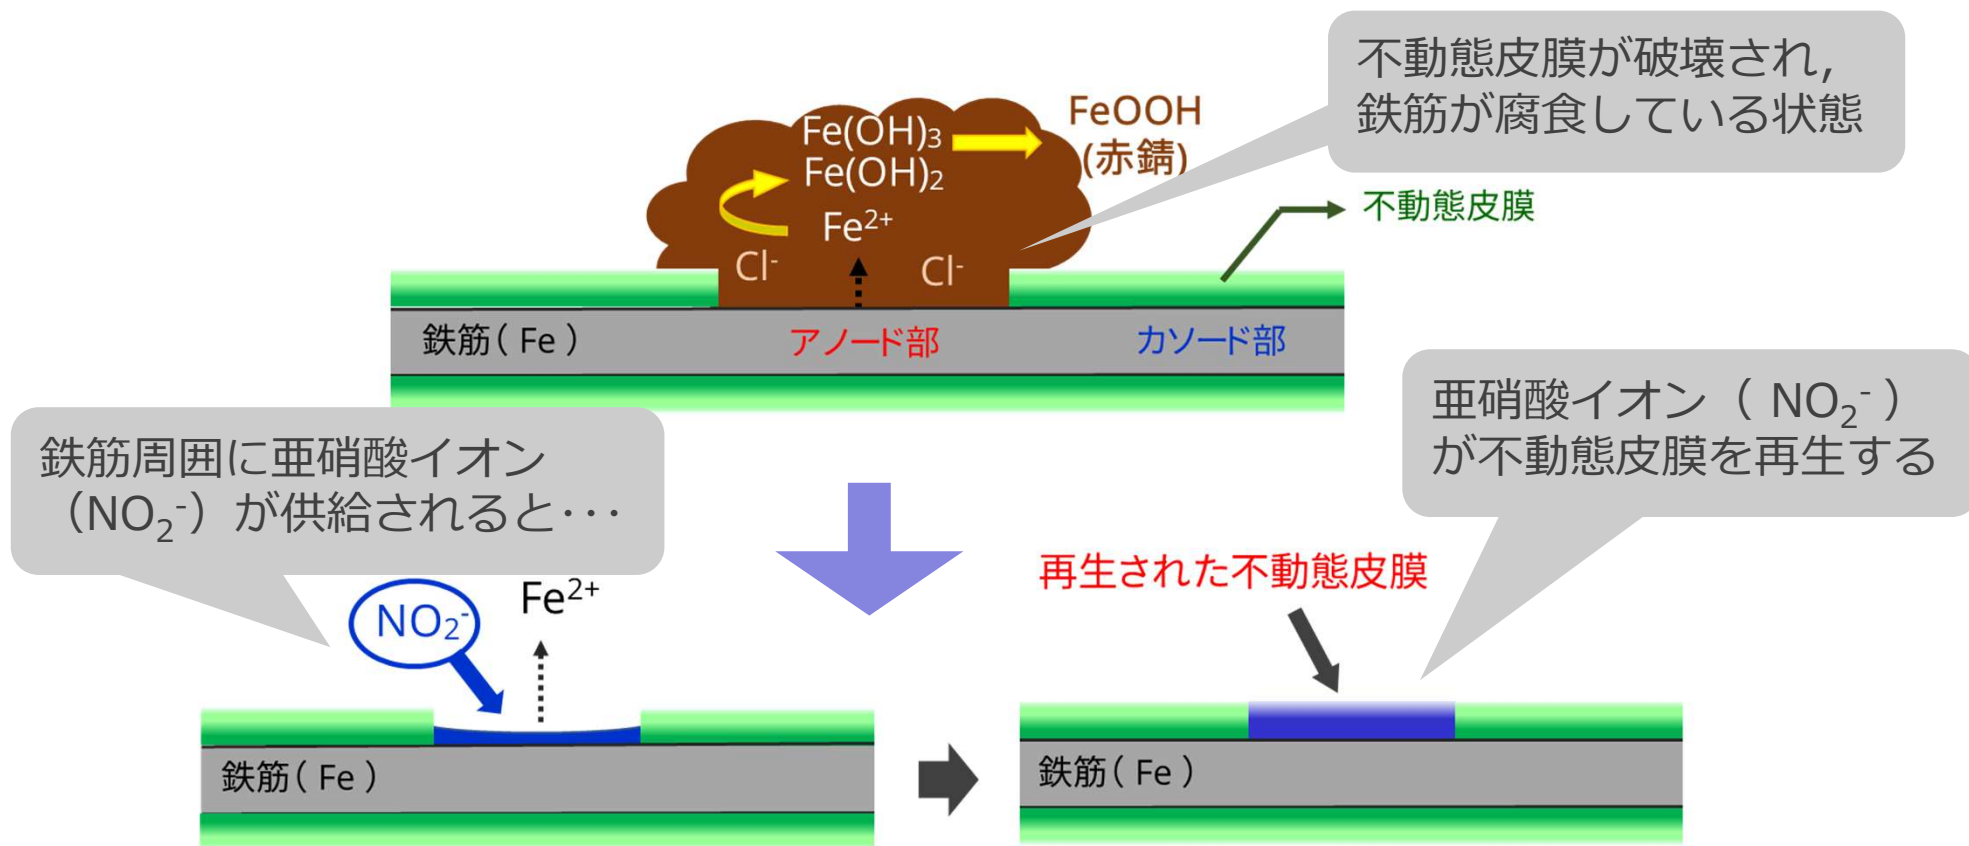 不動態皮膜が破壊され,
鉄筋が腐食している状態
FeOOH
(赤錆)
Fe(OH)₃
Fe(OH)₂
Fe²⁺
Cl⁻
Cl⁻
不動態皮膜
鉄筋( Fe )
アノード部
カソード部
鉄筋周囲に亜硝酸イオン
（NO₂⁻）が供給されると･･･
亜硝酸イオン（ NO₂⁻ ）
が不動態皮膜を再生する
NO₂⁻
Fe²⁺
再生された不動態皮膜
鉄筋( Fe )
鉄筋( Fe )